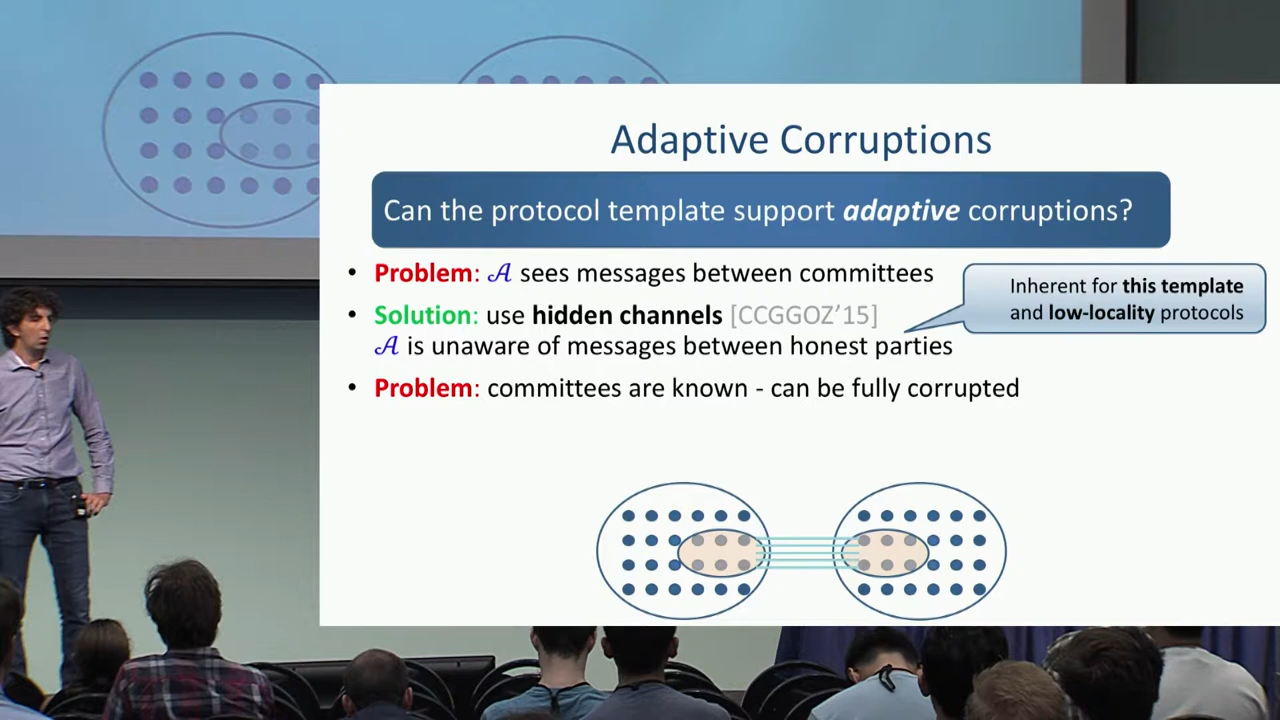 Adaptive Corruptions
Can the protocol template support adaptive corruptions?
• Problem: 𝒜 sees messages between committees
Inherent for this template
and low-locality protocols
• Solution: use hidden channels [CCGGOZ'15]
𝒜 is unaware of messages between honest parties
• Problem: committees are known - can be fully corrupted